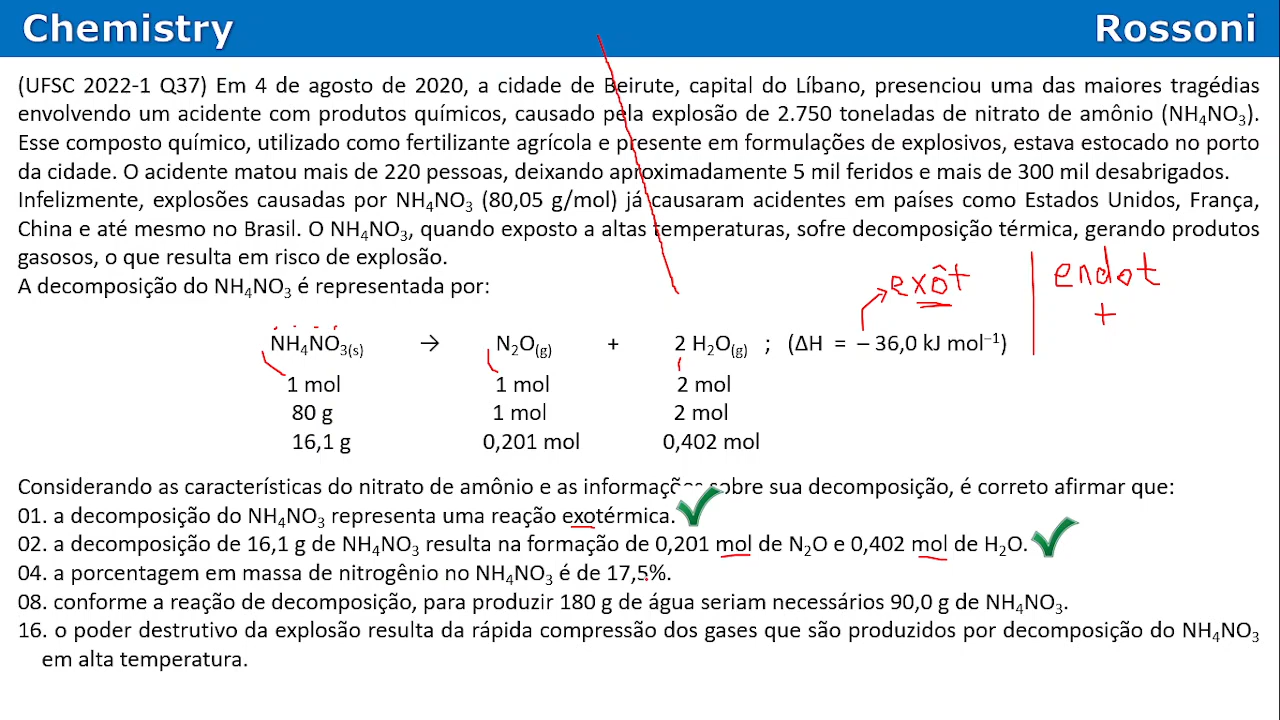 Chemistry Rossoni
(UFSC 2022-1 Q37) Em 4 de agosto de 2020, a cidade de Beirute, capital do Líbano, presenciou uma das maiores tragédias
envolvendo um acidente com produtos químicos, causado pela explosão de 2.750 toneladas de nitrato de amônio (NH₄NO₃).
Esse composto químico, utilizado como fertilizante agrícola e presente em formulações de explosivos, estava estocado no porto
da cidade. O acidente matou mais de 220 pessoas, deixando aproximadamente 5 mil feridos e mais de 300 mil desabrigados.
Infelizmente, explosões causadas por NH₄NO₃ (80,05 g/mol) já causaram acidentes em países como Estados Unidos, França,
China e até mesmo no Brasil. O NH₄NO₃, quando exposto a altas temperaturas, sofre decomposição térmica, gerando produtos
gasosos, o que resulta em risco de explosão.
A decomposição do NH₄NO₃ é representada por:
exôt endot
+
NH₄NO₃(s) → N₂O(g) + 2 H₂O(g) ; (ΔH = – 36,0 kJ mol⁻¹)
1 mol 1 mol 2 mol
80 g 1 mol 2 mol
16,1 g 0,201 mol 0,402 mol
Considerando as características do nitrato de amônio e as informações sobre sua decomposição, é correto afirmar que:
01. a decomposição do NH₄NO₃ representa uma reação exotérmica.
02. a decomposição de 16,1 g de NH₄NO₃ resulta na formação de 0,201 mol de N₂O e 0,402 mol de H₂O.
04. a porcentagem em massa de nitrogênio no NH₄NO₃ é de 17,5%.
08. conforme a reação de decomposição, para produzir 180 g de água seriam necessários 90,0 g de NH₄NO₃.
16. o poder destrutivo da explosão resulta da rápida compressão dos gases que são produzidos por decomposição do NH₄NO₃
em alta temperatura.